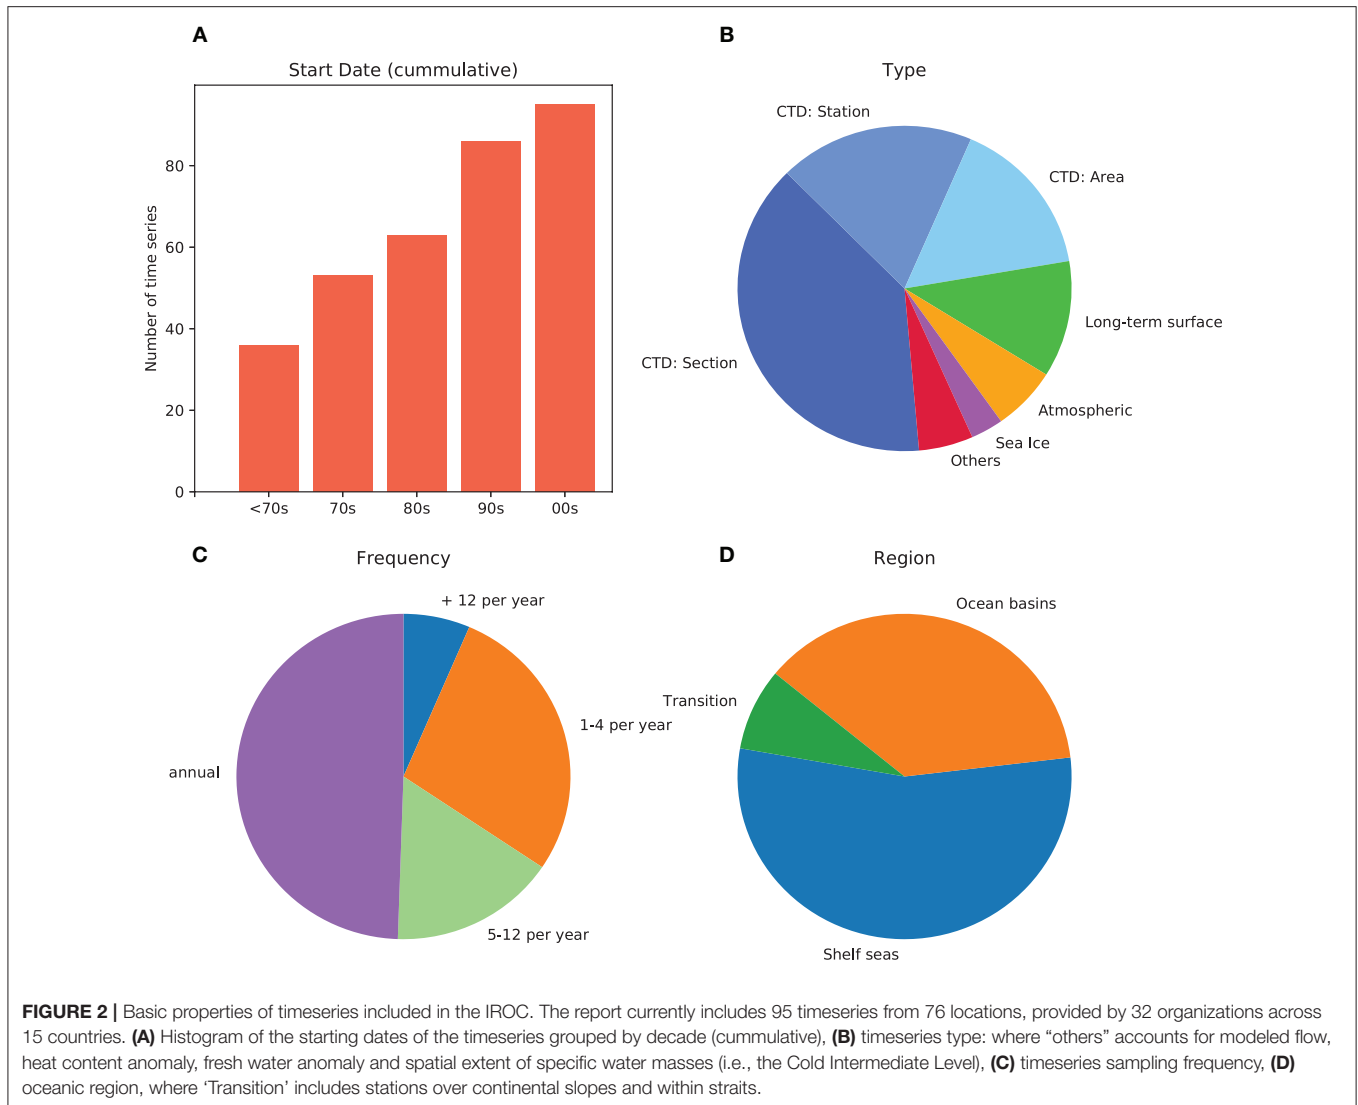 A
Start Date (cummulative)
Number of time series
80
60
40
20
0
<70s
70s
80s
90s
00s
B
Type
CTD: Station
CTD: Area
Long-term surface
CTD: Section
Atmospheric
Sea Ice
Others
C
Frequency
+ 12 per year
1-4 per year
annual
5-12 per year
D
Region
Ocean basins
Transition
Shelf seas
FIGURE 2 | Basic properties of timeseries included in the IROC. The report currently includes 95 timeseries from 76 locations, provided by 32 organizations across
15 countries. (A) Histogram of the starting dates of the timeseries grouped by decade (cummulative), (B) timeseries type: where “others” accounts for modeled flow,
heat content anomaly, fresh water anomaly and spatial extent of specific water masses (i.e., the Cold Intermediate Level), (C) timeseries sampling frequency, (D)
oceanic region, where ‘Transition’ includes stations over continental slopes and within straits.